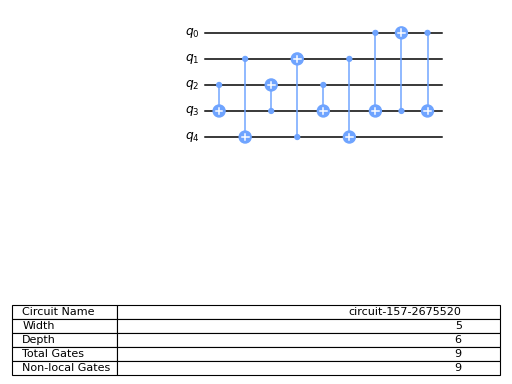 q0
q1
q2
q3
q4
Circuit Name circuit-157-2675520
Width 5
Depth 6
Total Gates 9
Non-local Gates 9